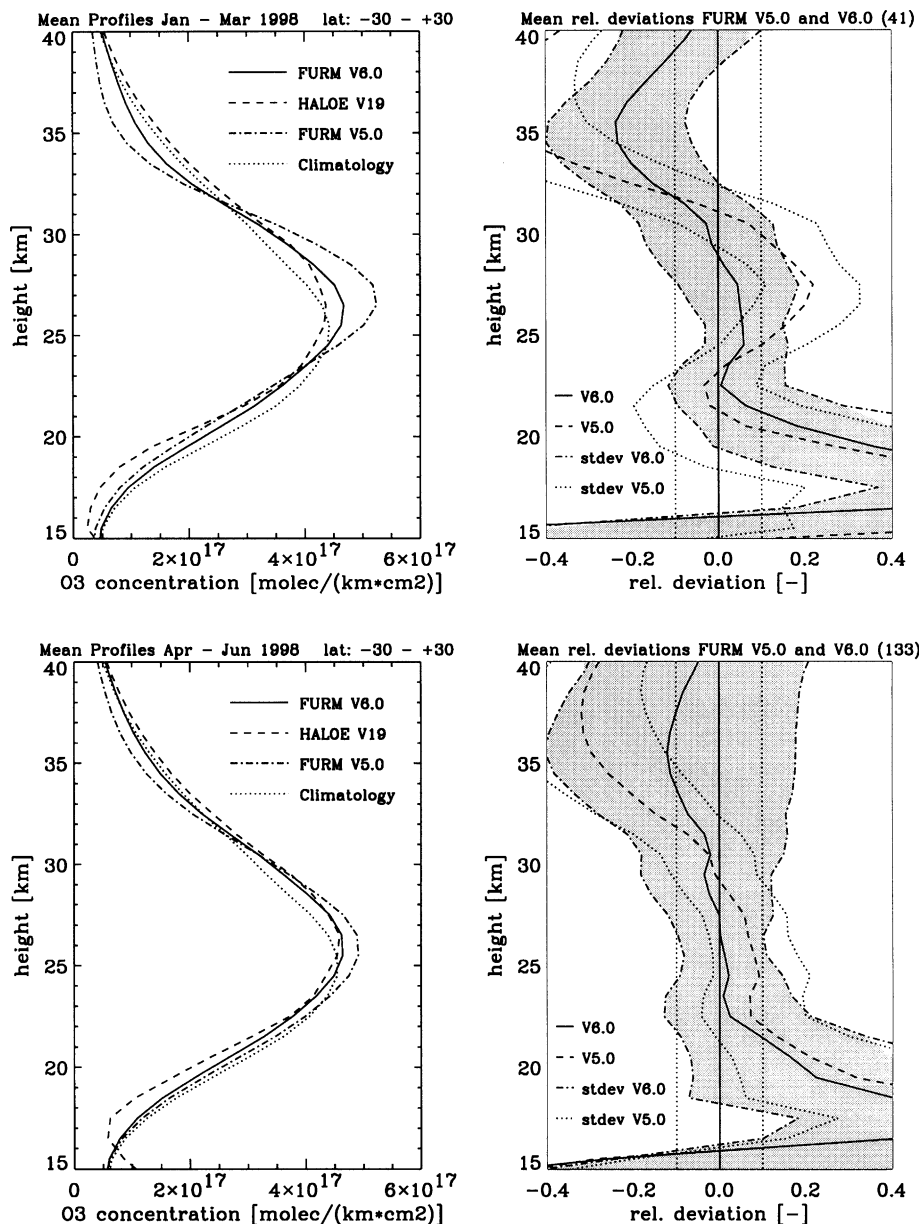 Mean Profiles Jan - Mar 1998 lat: -30 - +30
40
35
30
25
20
15
height [km]
FURM V6.0
HALOE V19
FURM V5.0
Climatology
0 2×10^17 4×10^17 6×10^17
O3 concentration [molec/(km*cm2)]
Mean rel. deviations FURM V5.0 and V6.0 (41)
40
35
30
25
20
15
height [km]
V6.0
V5.0
stdev V6.0
stdev V5.0
-0.4 -0.2 0.0 0.2 0.4
rel. deviation [-]
Mean Profiles Apr - Jun 1998 lat: -30 - +30
40
35
30
25
20
15
height [km]
FURM V6.0
HALOE V19
FURM V5.0
Climatology
0 2×10^17 4×10^17 6×10^17
O3 concentration [molec/(km*cm2)]
Mean rel. deviations FURM V5.0 and V6.0 (133)
40
35
30
25
20
15
height [km]
V6.0
V5.0
stdev V6.0
stdev V5.0
-0.4 -0.2 0.0 0.2 0.4
rel. deviation [-]